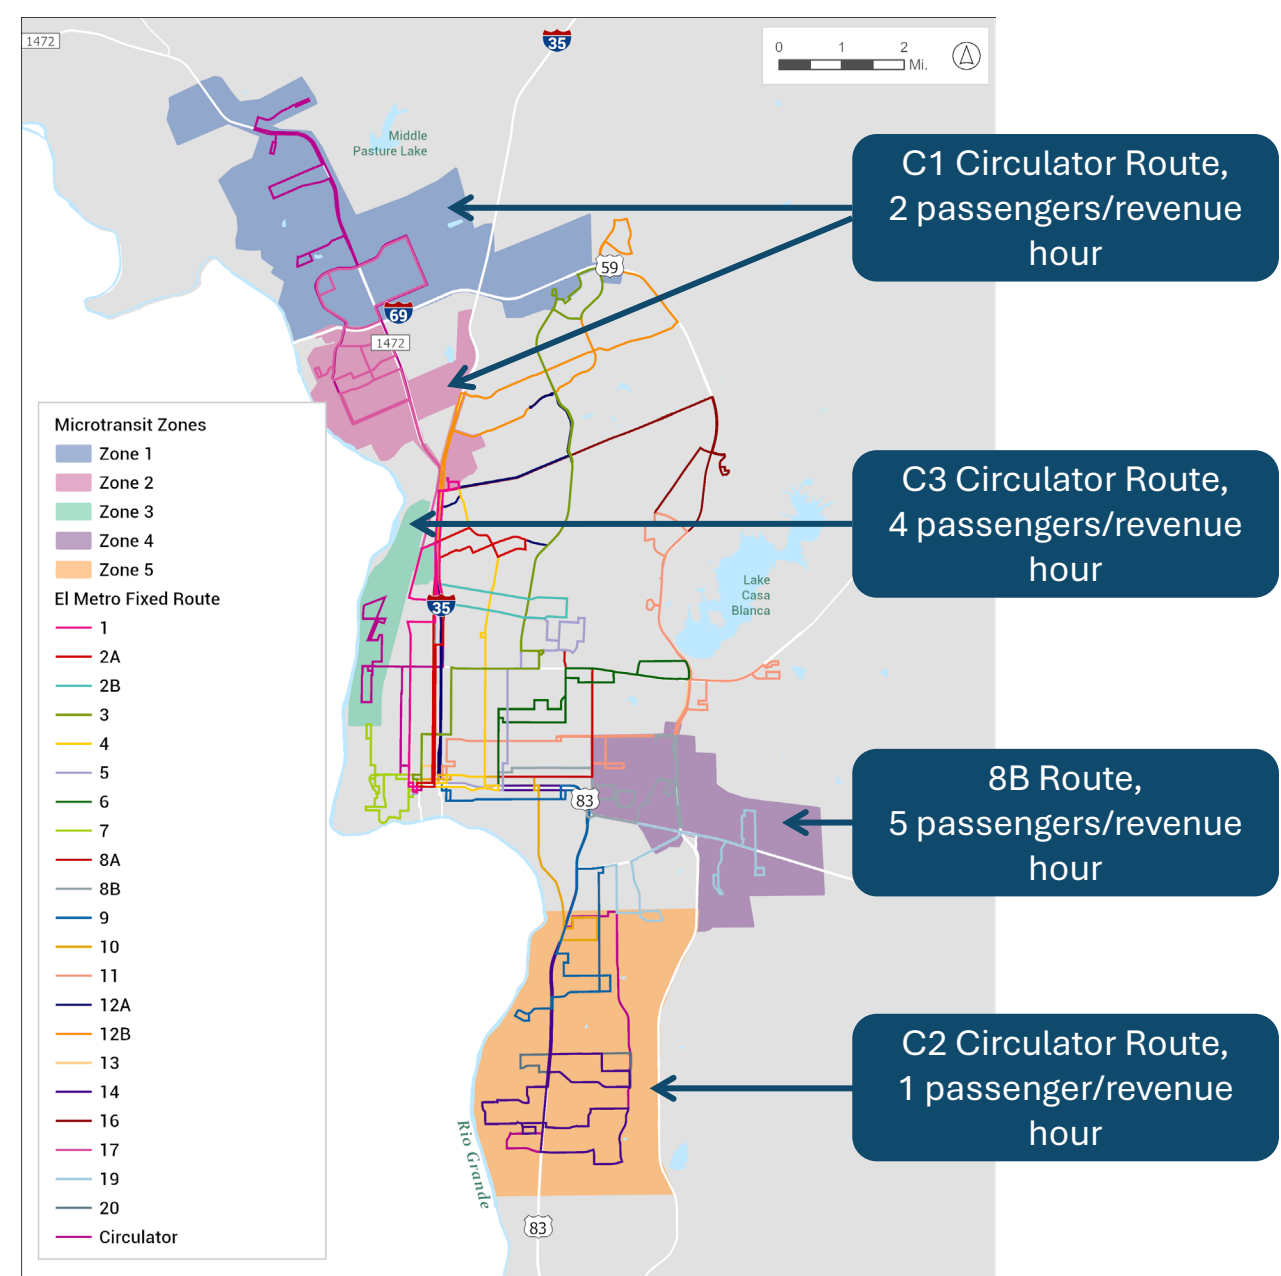 1472
35
0 1 2
Mi.
Middle
Pasture Lake
C1 Circulator Route,
2 passengers/revenue
hour
59
69
1472
Microtransit Zones
Zone 1
Zone 2
Zone 3
Zone 4
Zone 5
El Metro Fixed Route
1
2A
2B
3
4
5
6
7
8A
8B
9
10
11
12A
12B
13
14
16
17
19
20
Circulator
C3 Circulator Route,
4 passengers/revenue
hour
Lake
Casa
Blanca
35
8B Route,
5 passengers/revenue
hour
83
C2 Circulator Route,
1 passenger/revenue
hour
Rio Grande
83